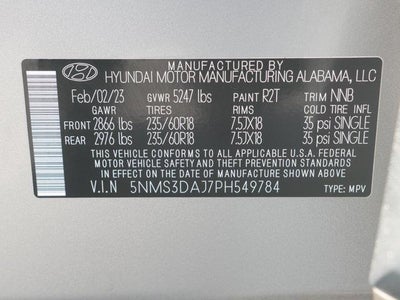 MANUFACTURED BY
HYUNDAI MOTOR MANUFACTURING ALABAMA, LLC
Feb/02/23 GVWR 5247 lbs PAINT R2T TRIM NNB
GAWR TIRES RIMS COLD TIRE INFL
FRONT 2866 lbs 235/60R18 7.5JX18 35 psi SINGLE
REAR 2976 lbs 235/60R18 7.5JX18 35 psi SINGLE
THIS VEHICLE CONFORMS TO ALL APPLICABLE U.S.A. FEDERAL
MOTOR VEHICLE SAFETY AND THEFT PREVENTION STANDARDS
IN EFFECT ON THE DATE OF MANUFACTURE SHOWN ABOVE.
V.I.N 5NMS3DAJ7PH549784 TYPE: MPV